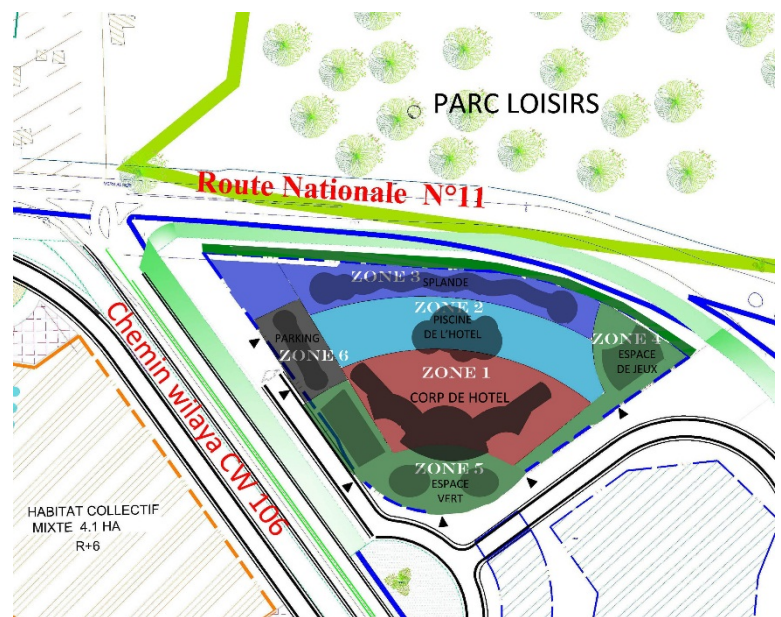 PARC LOISIRS
Route Nationale N°11
ZONE 3
SPLANDE
ZONE 2
PISCINE
DE L'HOTEL
ZONE 4
ESPACE
DE JEUX
PARKING
ZONE 6
ZONE 1
CORP DE HOTEL
ZONE 5
ESPACE
VERT
Chemin wilaya CW 106
HABITAT COLLECTIF
MIXTE 4.1 HA
R+6